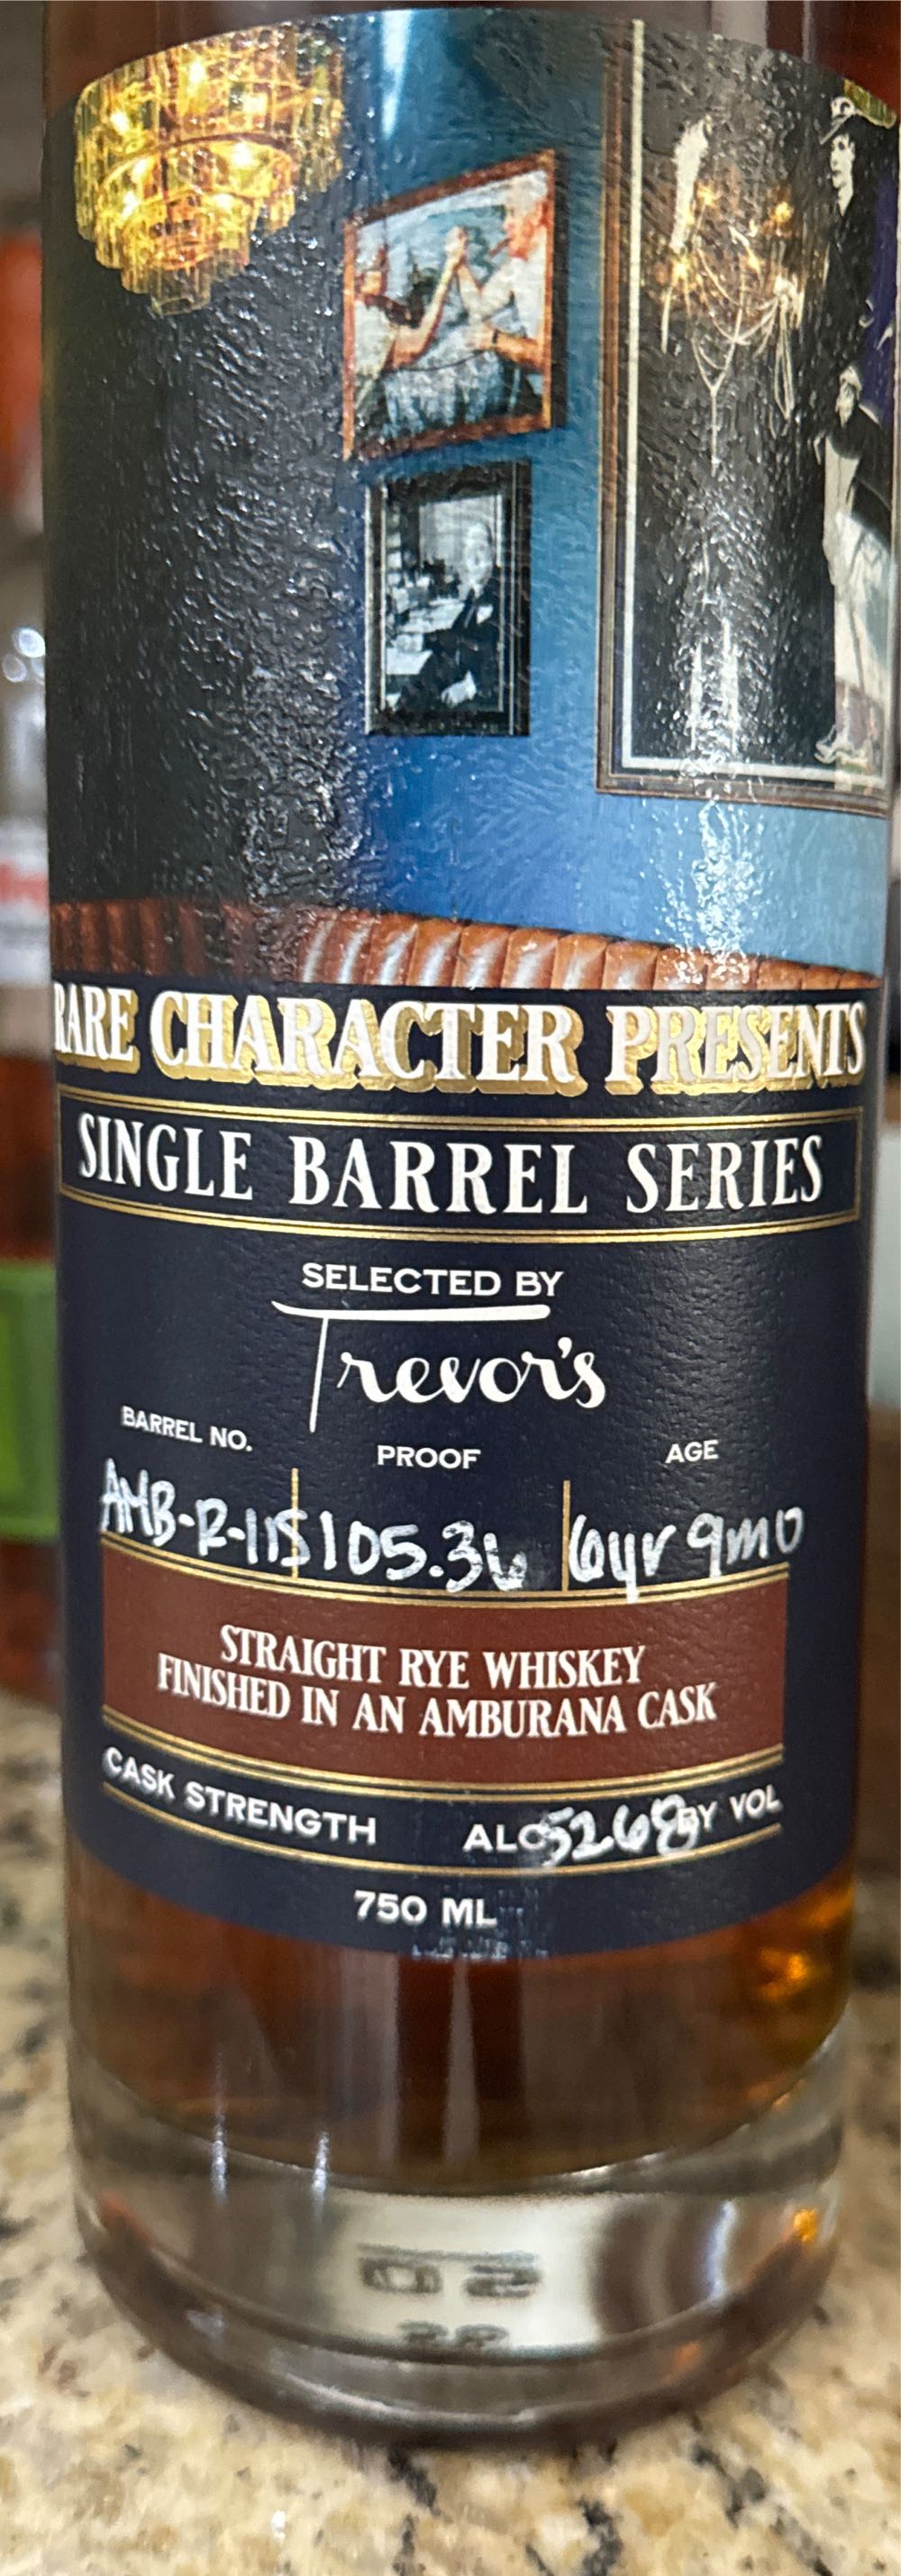 RARE CHARACTER PRESENTS
SINGLE BARREL SERIES
SELECTED BY
Trevor's
BARREL NO. PROOF AGE
AMB-R-115 105.36 6yr 9mo
STRAIGHT RYE WHISKEY
FINISHED IN AN AMBURANA CASK
CASK STRENGTH ALC 52.68 BY VOL
750 ML